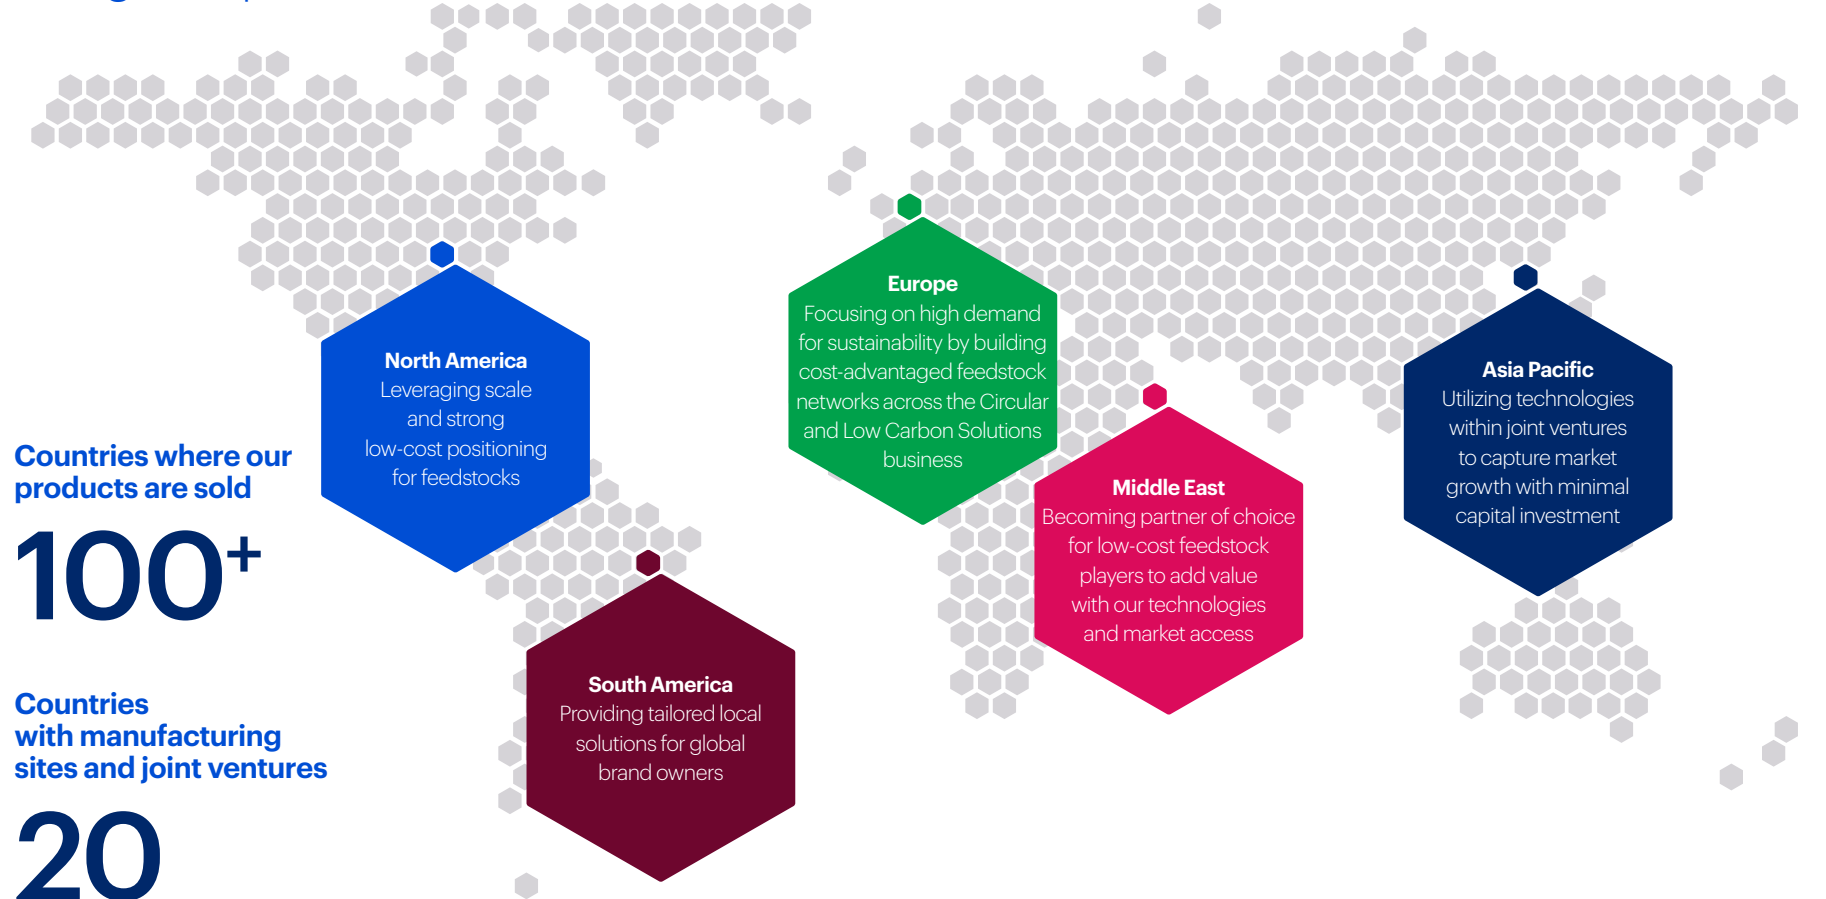 Countries where our
products are sold
100+
Countries
with manufacturing
sites and joint ventures
20
North America
Leveraging scale
and strong
low-cost positioning
for feedstocks
South America
Providing tailored local
solutions for global
brand owners
Europe
Focusing on high demand
for sustainability by building
cost-advantaged feedstock
networks across the Circular
and Low Carbon Solutions
business
Middle East
Becoming partner of choice
for low-cost feedstock
players to add value
with our technologies
and market access
Asia Pacific
Utilizing technologies
within joint ventures
to capture market
growth with minimal
capital investment